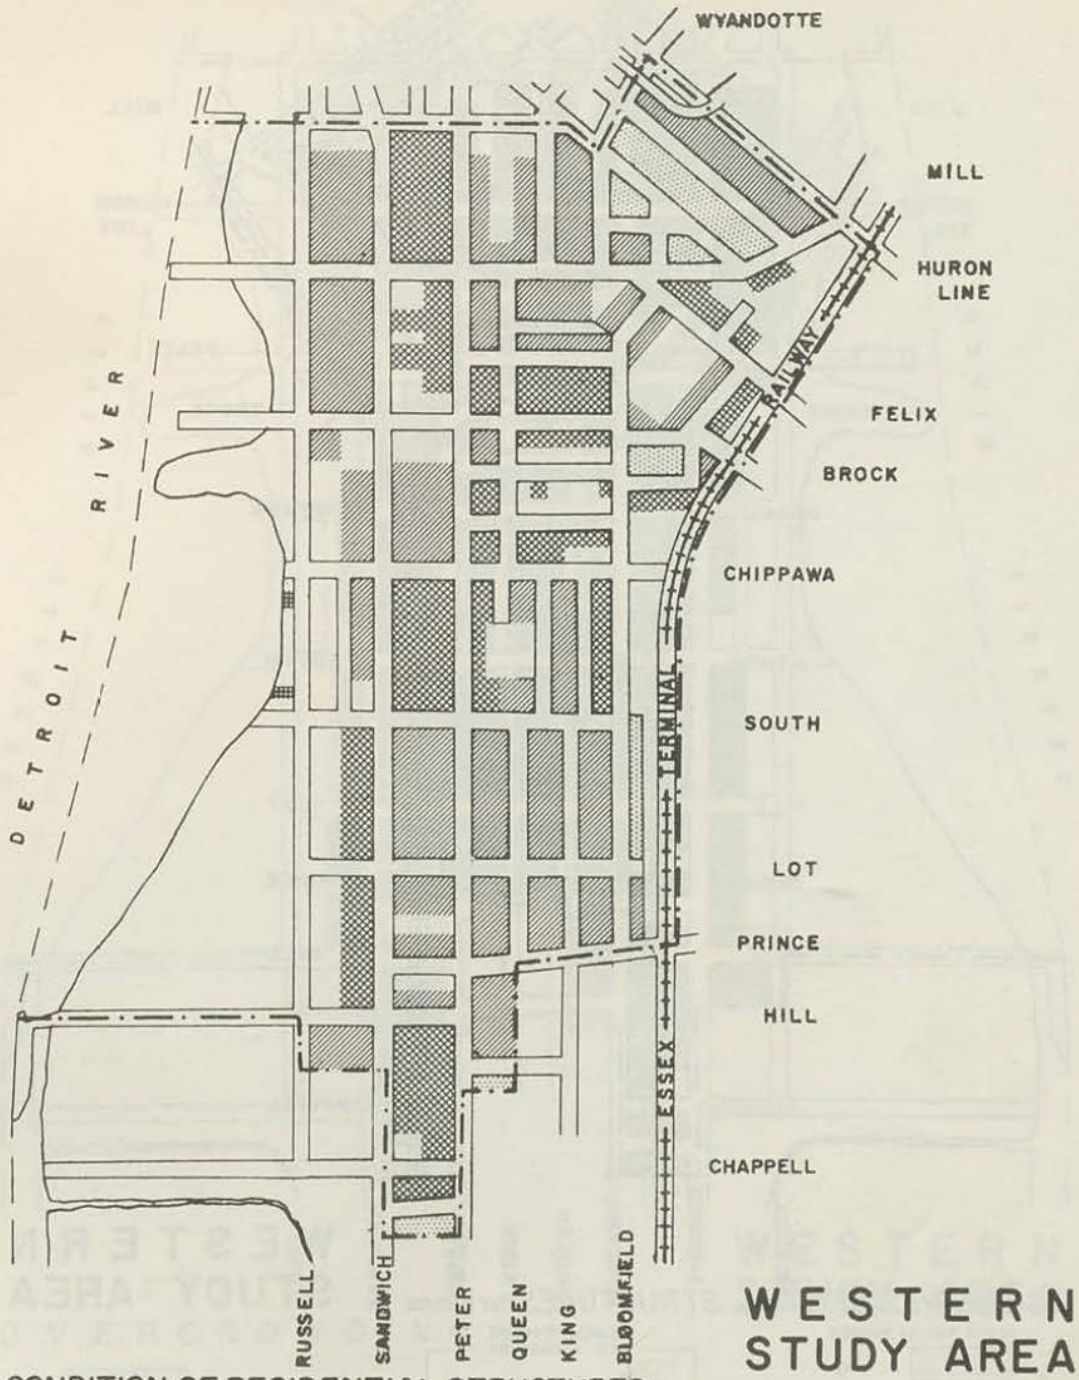 WYANDOTTE
MILL
HURON
LINE
RAILWAY
FELIX
BROCK
DETROIT RIVER
CHIPPAWA
TERMINAL
SOUTH
LOT
PRINCE
HILL
ESSEX
CHAPPELL
RUSSELL
SANDWICH
PETER
QUEEN
KING
BLOOMFIELD
WESTERN
STUDY AREA
CONDITION OF RESIDENTIAL STRUCTURES